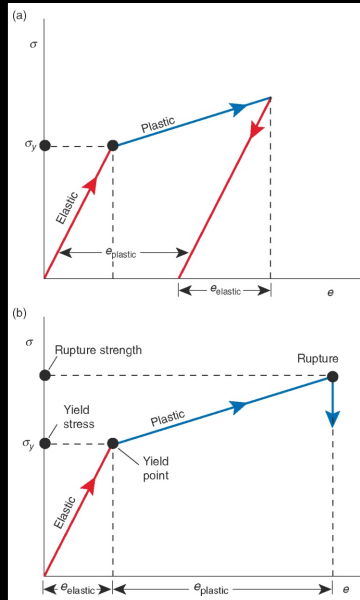 (a)
σ
Plastic
σy
Elastic
eplastic
eelastic
e
(b)
σ
Rupture strength
Rupture
Yield
stress
Plastic
σy
Yield
point
Elastic
eelastic
eplastic
e